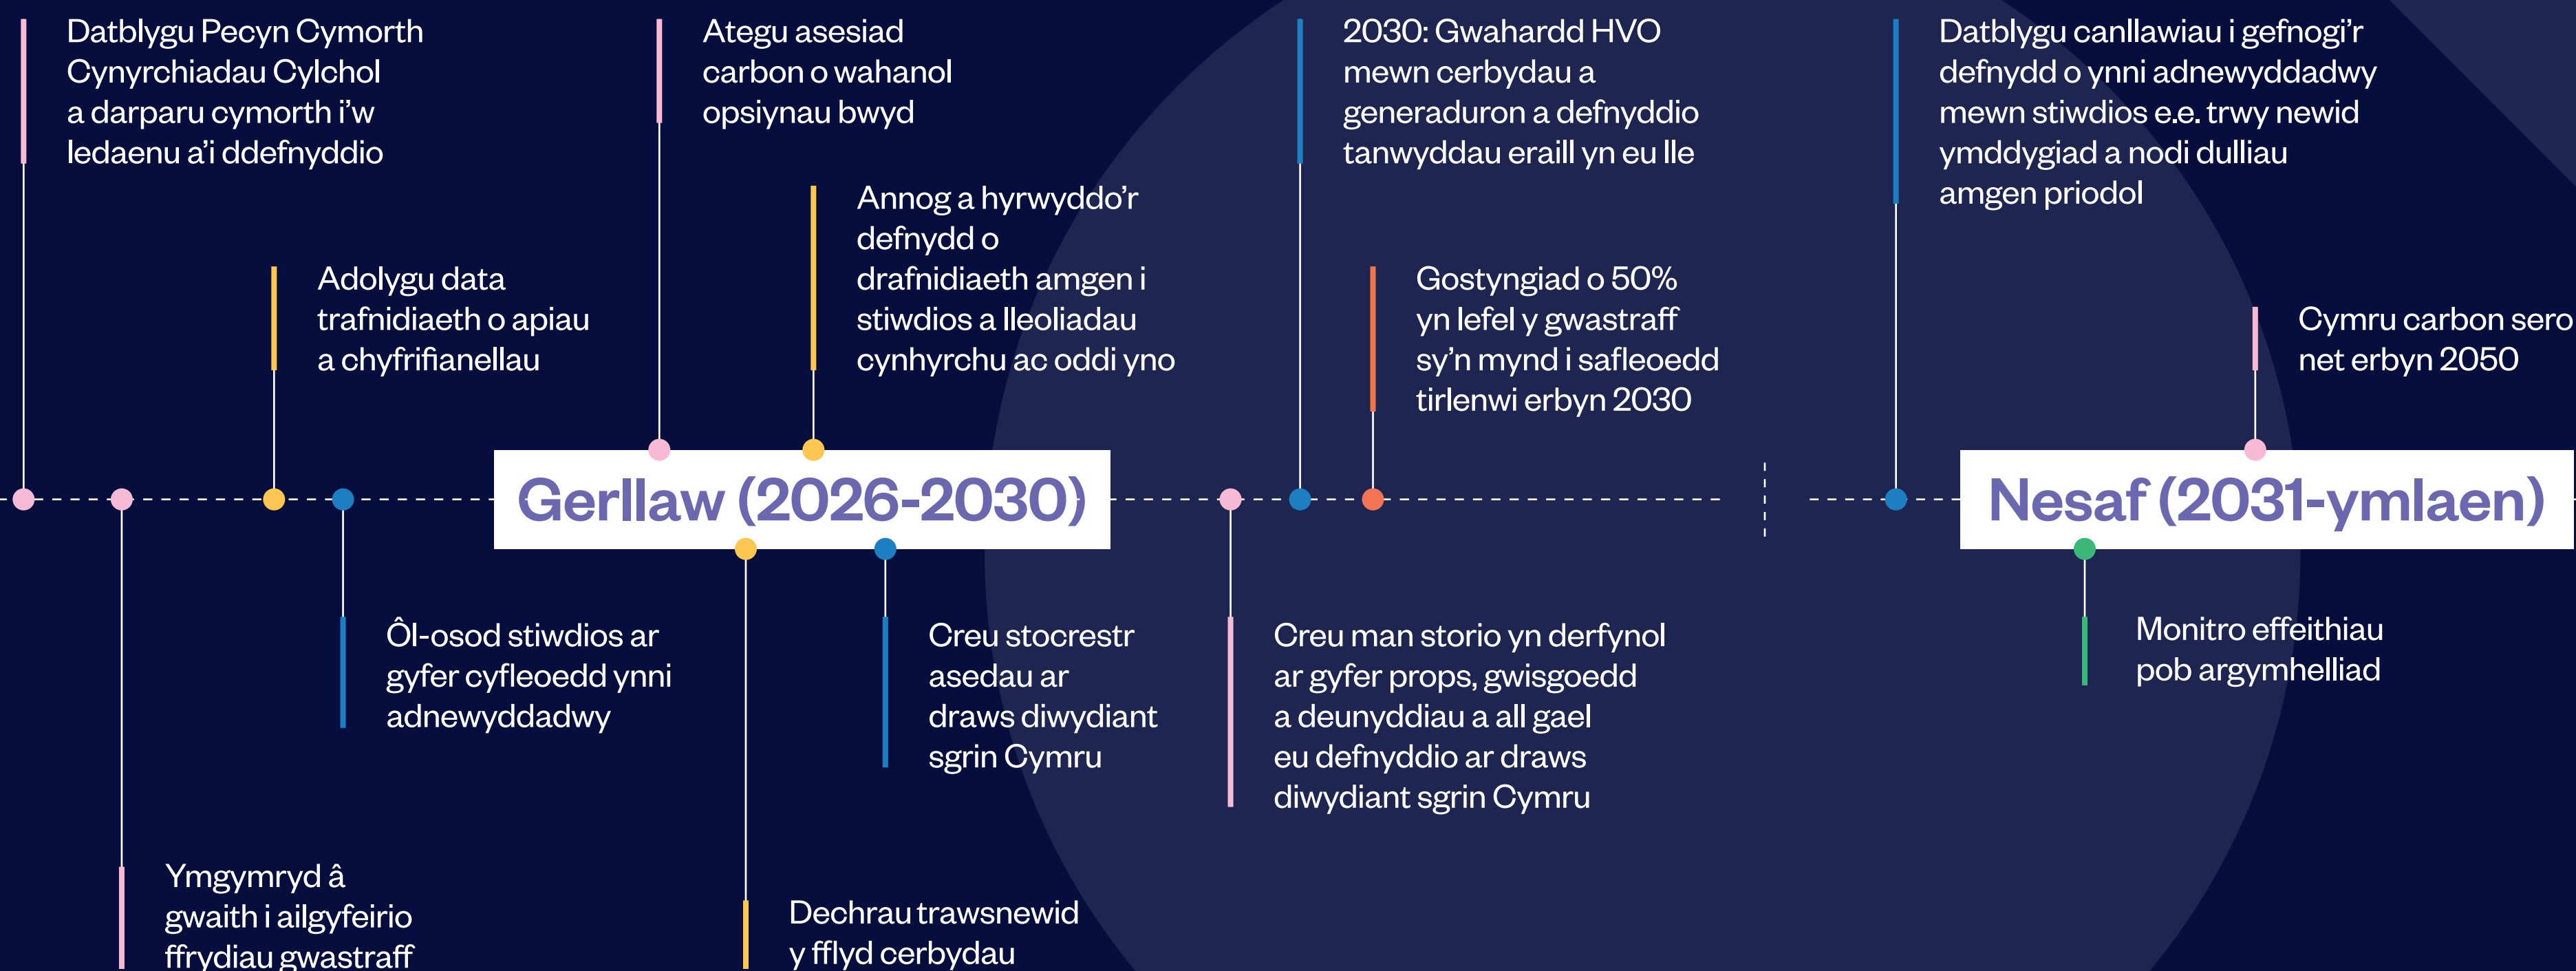 Datblygu Pecyn Cymorth
Cynyrchiadau Cylchol
a darparu cymorth i'w
ledaenu a'i ddefnyddio
Ategu asesiad
carbon o wahanol
opsiynau bwyd
2030: Gwahardd HVO
mewn cerbydau a
generaduron a defnyddio
tanwyddau eraill yn eu lle
Datblygu canllawiau i gefnogi'r
defnydd o ynni adnewyddadwy
mewn stiwdios e.e. trwy newid
ymddygiad a nodi dulliau
amgen priodol
Adolygu data
trafnidiaeth o apiau
a chyfrifianellau
Annog a hyrwyddo'r
defnydd o
drafnidiaeth amgen i
stiwdios a lleoliadau
cynhyrchu ac oddi yno
Gostyngiad o 50%
yn lefel y gwastraff
sy'n mynd i safleoedd
tirlenwi erbyn 2030
Cymru carbon sero
net erbyn 2050
Gerllaw (2026-2030)
Nesaf (2031-ymlaen)
Ôl-osod stiwdios ar
gyfer cyfleoedd ynni
adnewyddadwy
Creu stocrestr
asedau ar
draws diwydiant
sgrin Cymru
Creu man storio yn derfynol
ar gyfer props, gwisgoedd
a deunyddiau a all gael
eu defnyddio ar draws
diwydiant sgrin Cymru
Monitro effeithiau
pob argymhelliad
Ymgymryd â
gwaith i ailgyfeirio
ffrydiau gwastraff
Dechrau trawsnewid
y fflyd cerbydau